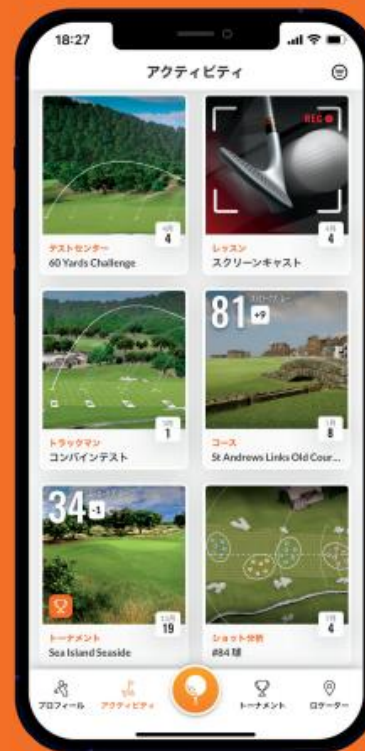 18:27
アクティビティ
テストセンター
60 Yards Challenge
4
REC
レッスン
スクリーンキャスト
4
トラックマン
コンバインテスト
1
81
+9
コース
St Andrews Links Old Cour...
8
34
-1
トーナメント
Sea Island Seaside
19
ショット分析
#84 球
4
プロフィール
アクティビティ
トーナメント
ロケーター